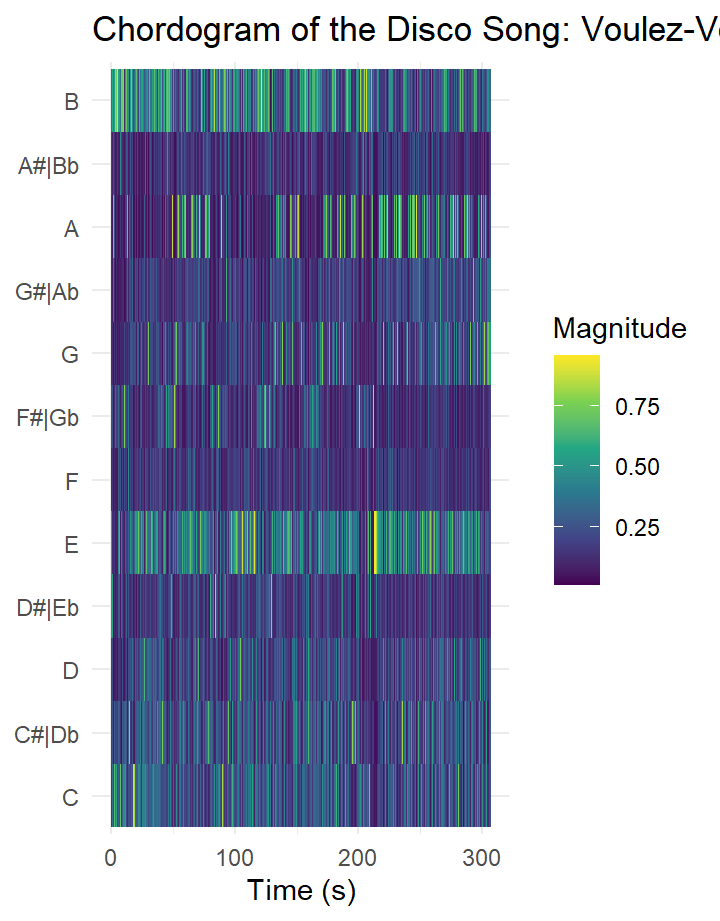 Chordogram of the Disco Song: Voulez-
B
A#|Bb
A
G#|Ab
G
F#|Gb
F
E
D#|Eb
D
C#|Db
C
0 100 200 300
Time (s)
Magnitude
0.75
0.50
0.25